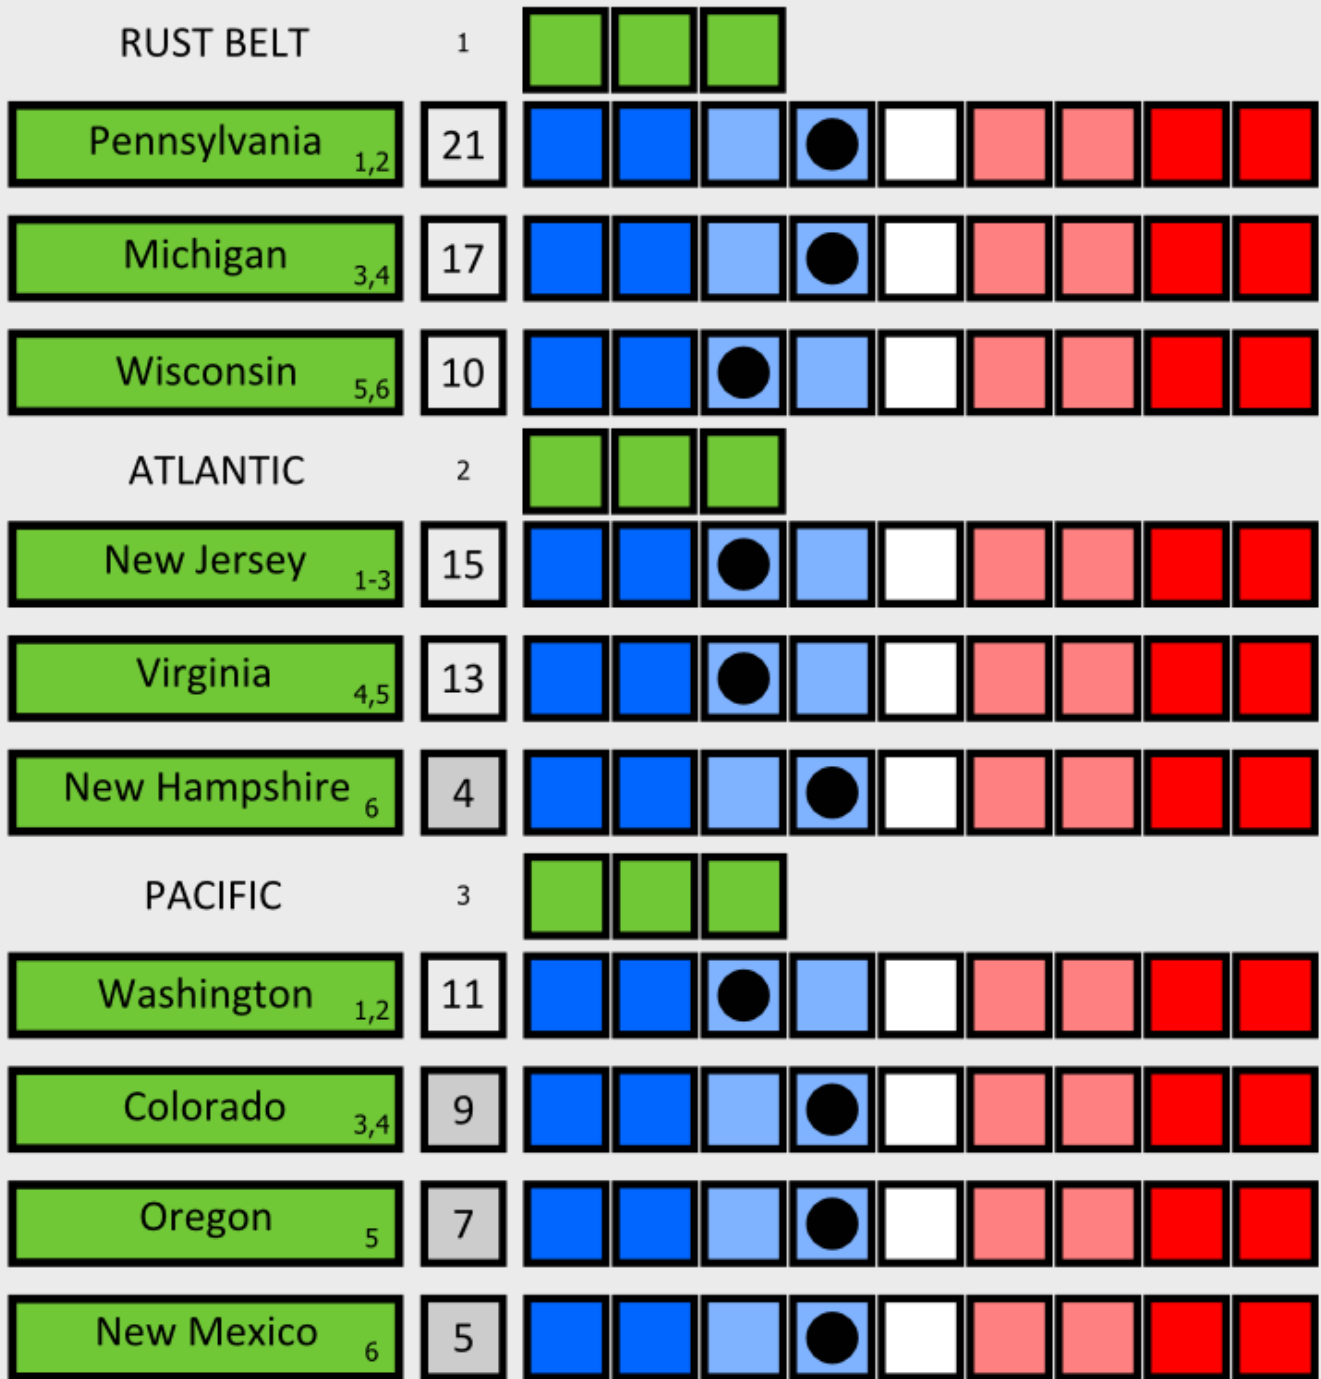 RUST BELT 1
Pennsylvania 1,2 21
Michigan 3,4 17
Wisconsin 5,6 10
ATLANTIC 2
New Jersey 1-3 15
Virginia 4,5 13
New Hampshire 6 4
PACIFIC 3
Washington 1,2 11
Colorado 3,4 9
Oregon 5 7
New Mexico 6 5